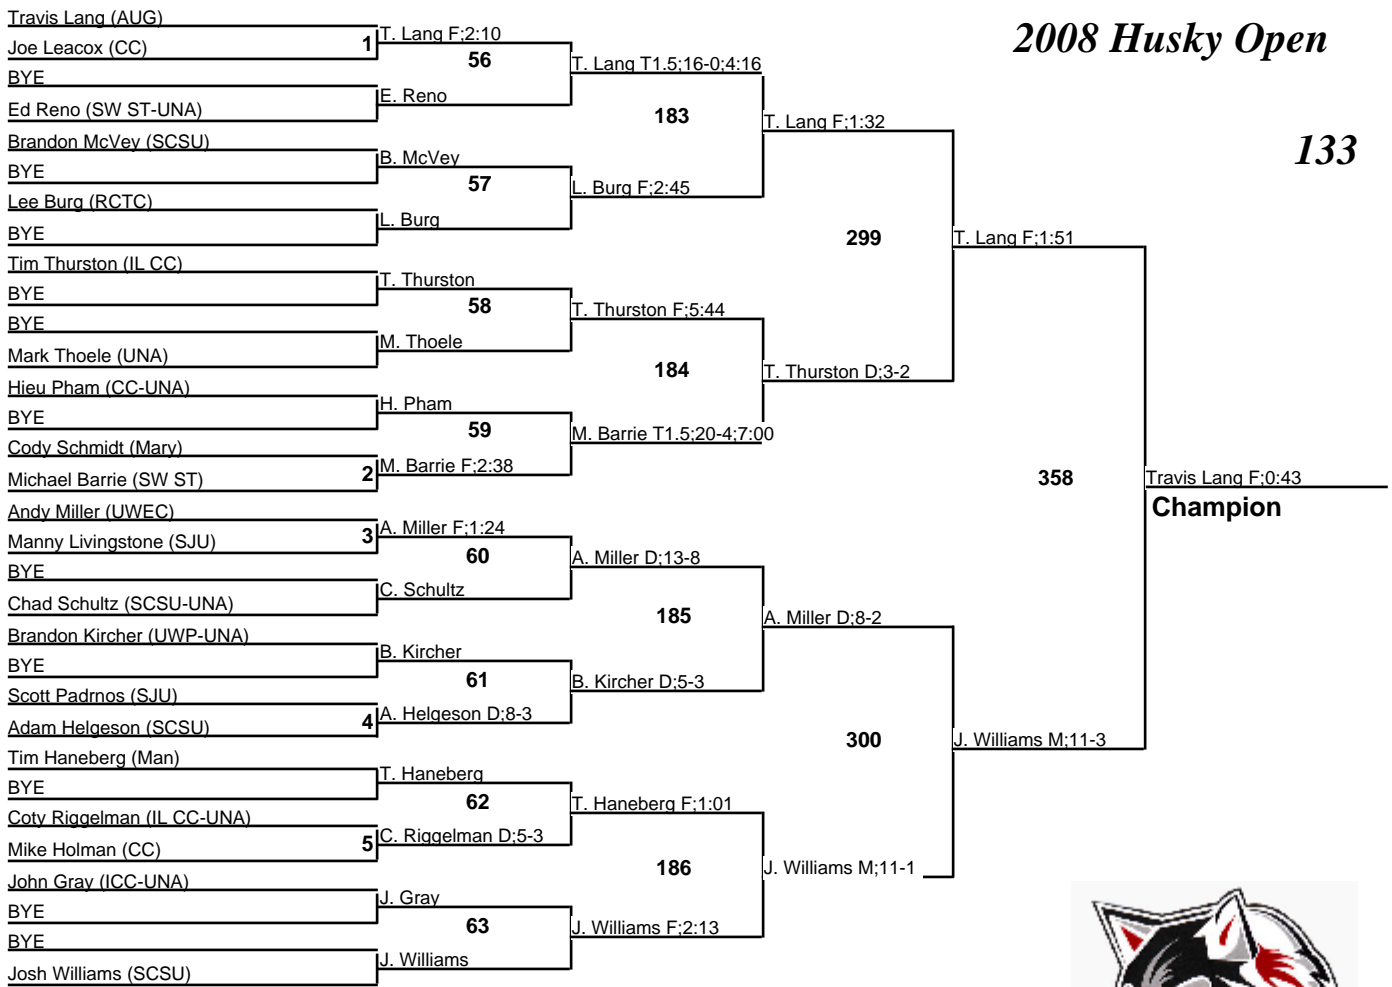 2008 Husky Open
133
Travis Lang (AUG)
Joe Leacox (CC)
BYE
Ed Reno (SW ST-UNA)
Brandon McVey (SCSU)
BYE
Lee Burg (RCTC)
BYE
Tim Thurston (IL CC)
BYE
BYE
Mark Thoele (UNA)
Hieu Pham (CC-UNA)
BYE
Cody Schmidt (Mary)
Michael Barrie (SW ST)
Andy Miller (UWEC)
Manny Livingstone (SJU)
BYE
Chad Schultz (SCSU-UNA)
Brandon Kircher (UWP-UNA)
BYE
Scott Padrnos (SJU)
Adam Helgeson (SCSU)
Tim Haneberg (Man)
BYE
Coty Riggelman (IL CC-UNA)
Mike Holman (CC)
John Gray (ICC-UNA)
BYE
BYE
Josh Williams (SCSU)
1
2
3
4
5
T. Lang F;2:10
56
E. Reno
B. McVey
57
L. Burg
T. Thurston
58
M. Thoele
H. Pham
59
M. Barrie F;2:38
A. Miller F;1:24
60
C. Schultz
B. Kircher
61
A. Helgeson D;8-3
T. Haneberg
62
C. Riggelman D;5-3
J. Gray
63
J. Williams
T. Lang T1.5;16-0;4:16
183
L. Burg F;2:45
T. Thurston F;5:44
184
M. Barrie T1.5;20-4;7:00
A. Miller D;13-8
185
B. Kircher D;5-3
T. Haneberg F;1:01
186
J. Williams F;2:13
T. Lang F;1:32
299
T. Thurston D;3-2
A. Miller D;8-2
300
J. Williams M;11-1
T. Lang F;1:51
358
J. Williams M;11-3
Travis Lang F;0:43
Champion